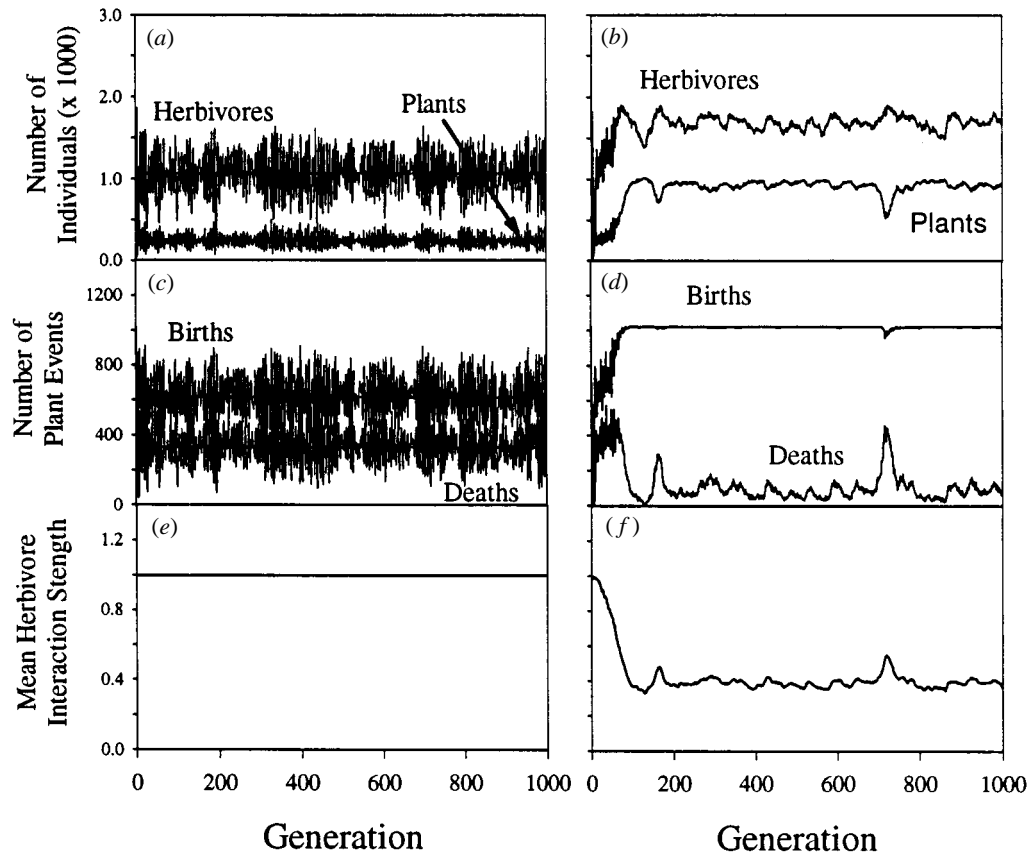 Number of
Individuals (x 1000)
3.0
2.0
1.0
0.0
(a)
Herbivores
Plants
(b)
Herbivores
Plants
Number of
Plant Events
1200
800
400
0
(c)
Births
Deaths
(d)
Births
Deaths
Mean Herbivore
Interaction Stength
1.2
0.8
0.4
0.0
(e)
(f)
0 200 400 600 800 1000
0 200 400 600 800 1000
Generation
Generation